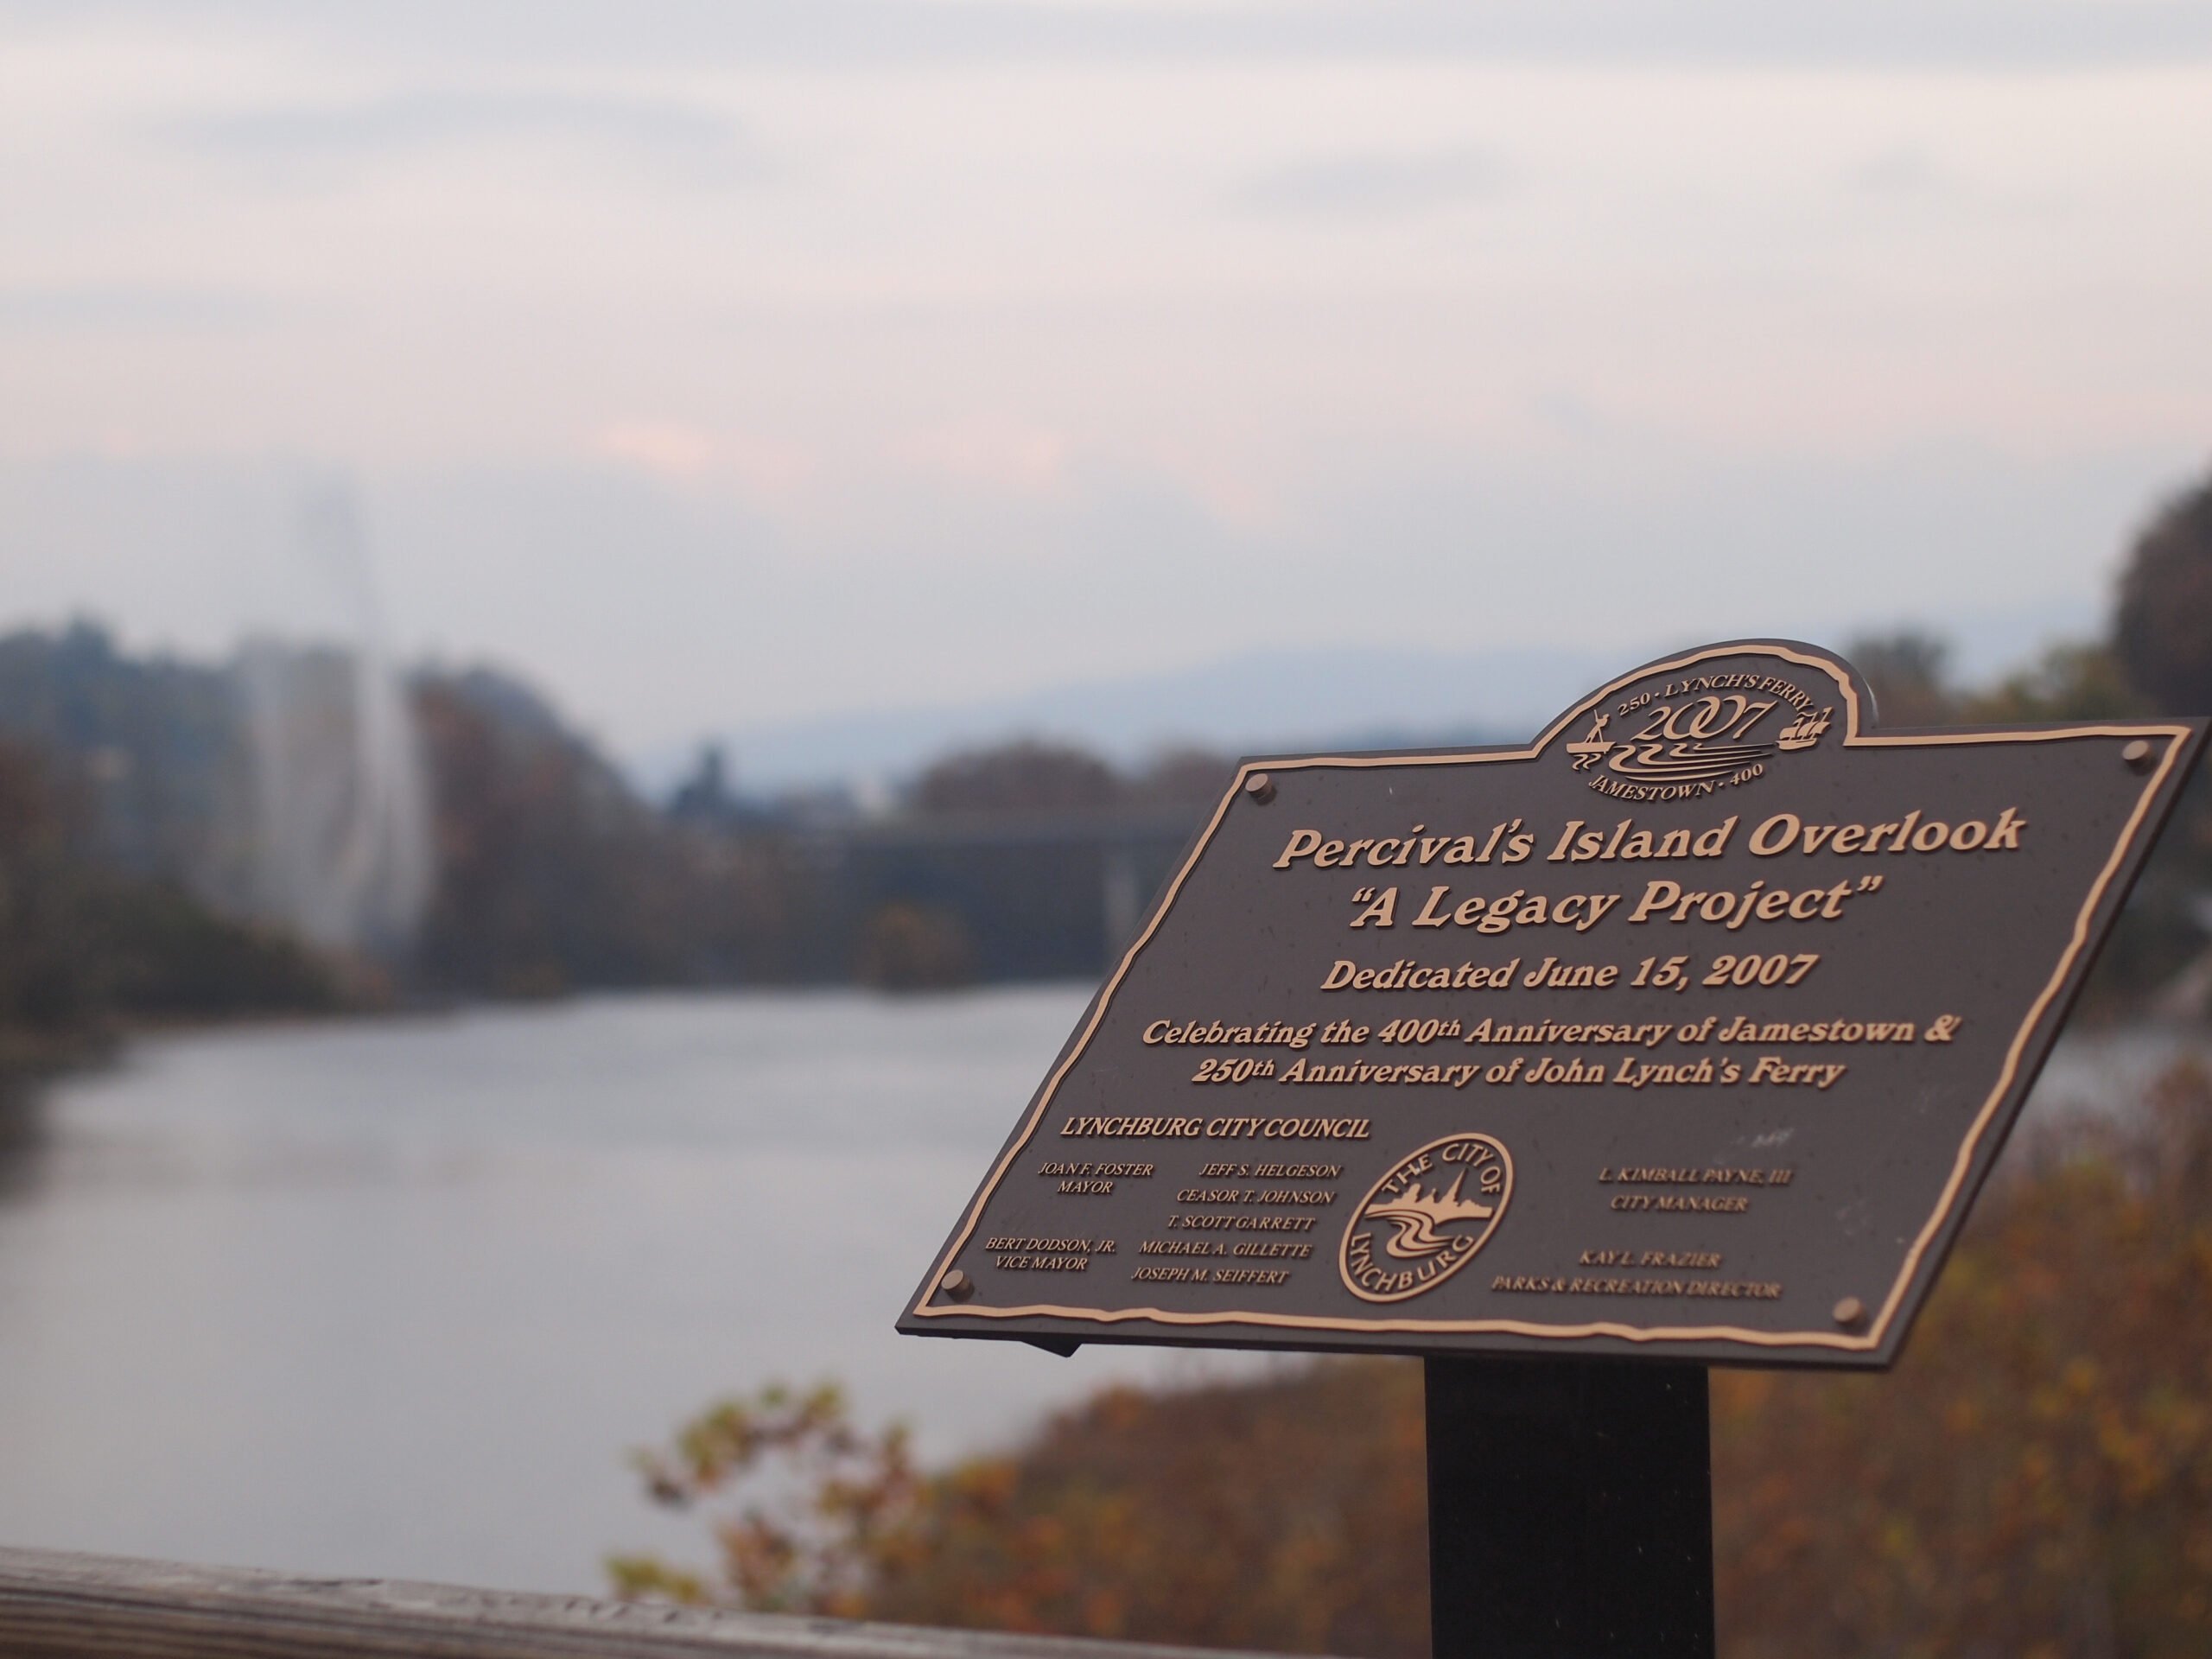 250 · LYNCH'S FERRY
2007
JAMESTOWN · 400
Percival's Island Overlook
"A Legacy Project"
Dedicated June 15, 2007
Celebrating the 400th Anniversary of Jamestown &
250th Anniversary of John Lynch's Ferry
LYNCHBURG CITY COUNCIL
JOAN F. FOSTER
MAYOR
BERT DODSON, JR.
VICE MAYOR
JEFF S. HELGESON
CEASOR T. JOHNSON
T. SCOTT GARRETT
MICHAEL A. GILLETTE
JOSEPH M. SEIFFERT
THE CITY OF
LYNCHBURG
L. KIMBALL PAYNE, III
CITY MANAGER
KAY L. FRAZIER
PARKS & RECREATION DIRECTOR